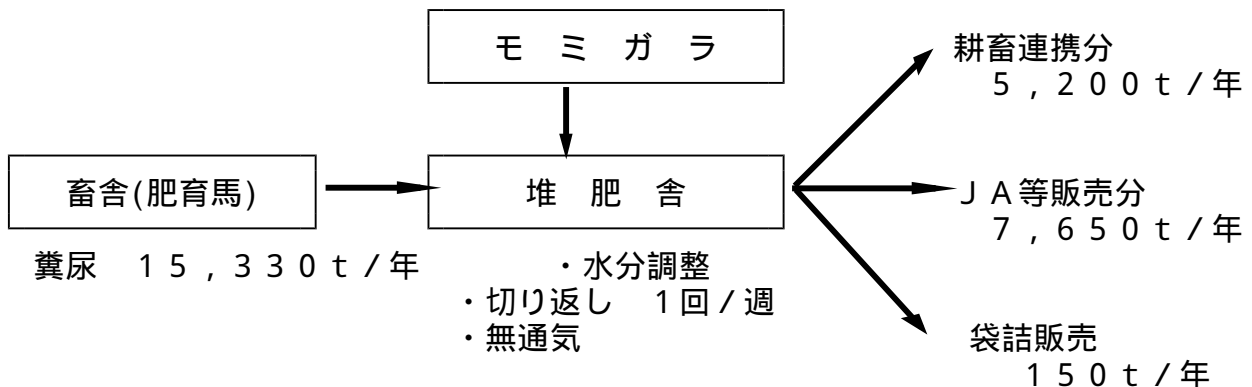 モ ミ ガ ラ
畜舎(肥育馬)
糞尿 15,330t/年
堆 肥 舎
・水分調整
・切り返し 1回/週
・無通気
耕畜連携分
5,200t/年
JA等販売分
7,650t/年
袋詰販売
150t/年